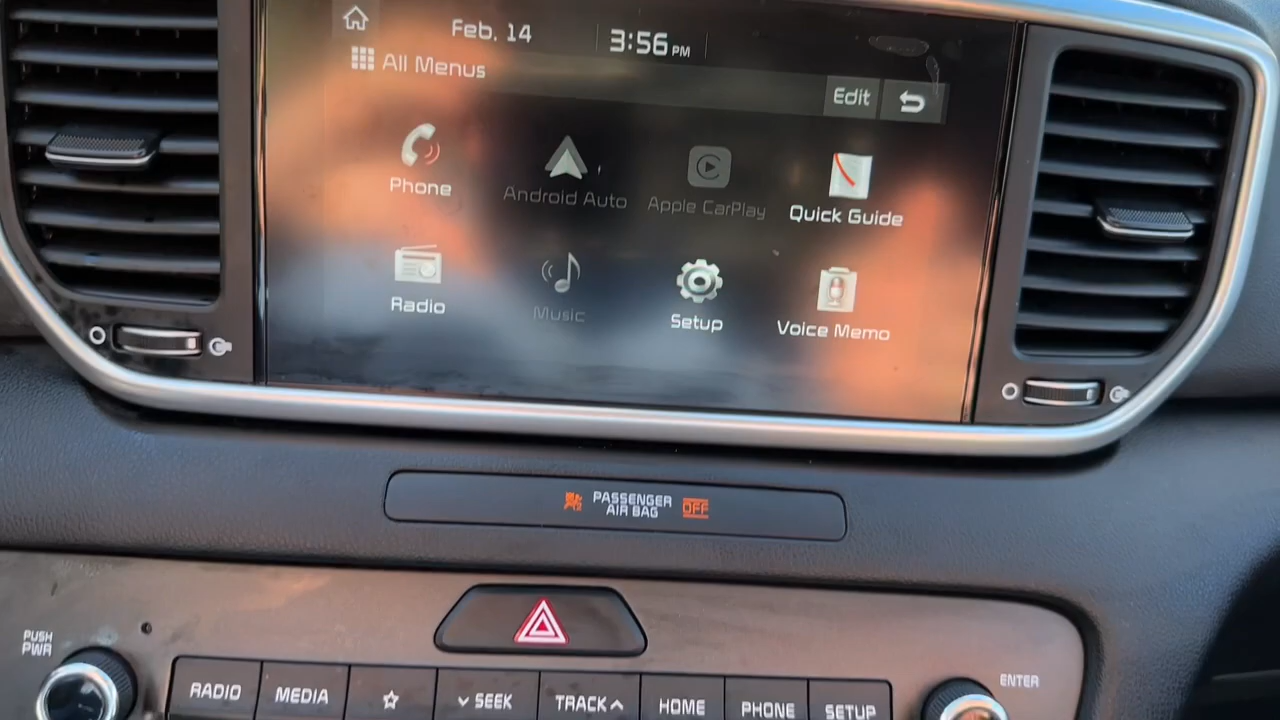 Feb. 14
3:56 PM
All Menus
Edit
Phone
Android Auto
Apple CarPlay
Quick Guide
Radio
Music
Setup
Voice Memo
PASSENGER
AIR BAG
OFF
PUSH
PWR
RADIO
MEDIA
SEEK
TRACK
HOME
PHONE
SETUP
ENTER